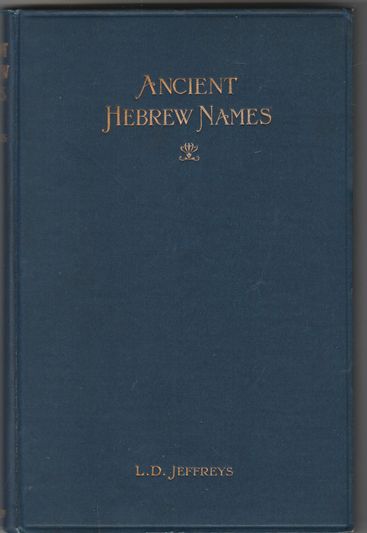 ANCIENT
HEBREW NAMES
L.D. JEFFREYS